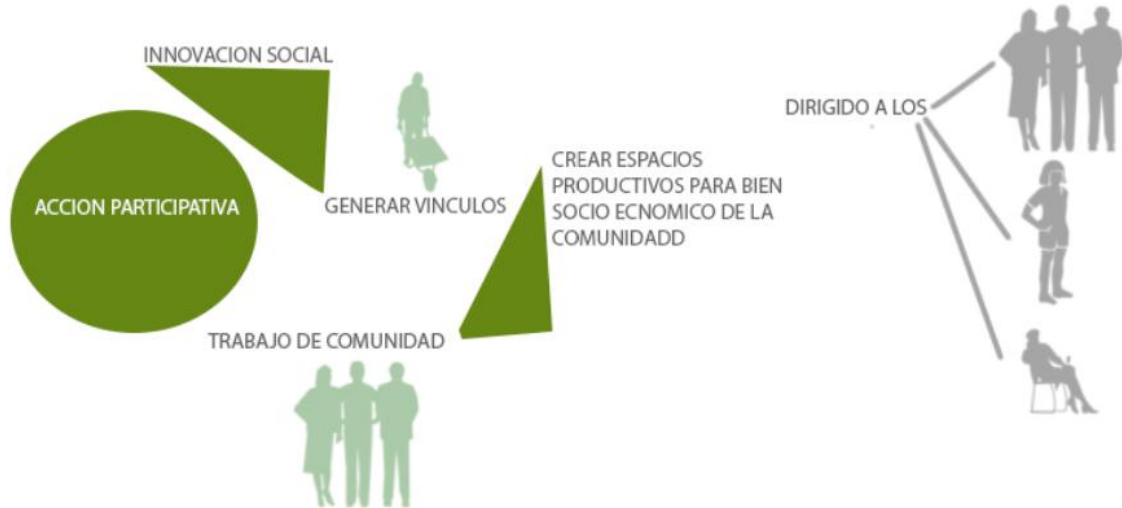 INNOVACION SOCIAL
DIRIGIDO A LOS
CREAR ESPACIOS
PRODUCTIVOS PARA BIEN
SOCIO ECNOMICO DE LA
COMUNIDADD
ACCION PARTICIPATIVA
GENERAR VINCULOS
TRABAJO DE COMUNIDAD